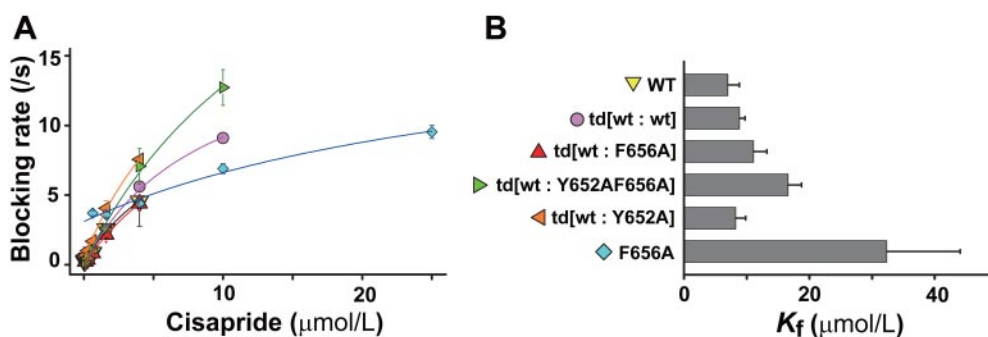 A
Blocking rate (/s)
15
10
5
0
0
10
20
Cisapride (μmol/L)
B
WT
td[wt : wt]
td[wt : F656A]
td[wt : Y652AF656A]
td[wt : Y652A]
F656A
0
20
40
Kf (μmol/L)